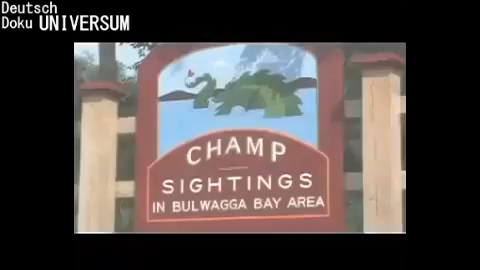 Deutsch
Doku UNIVERSUM
CHAMP
SIGHTINGS
IN BULWAGGA BAY AREA